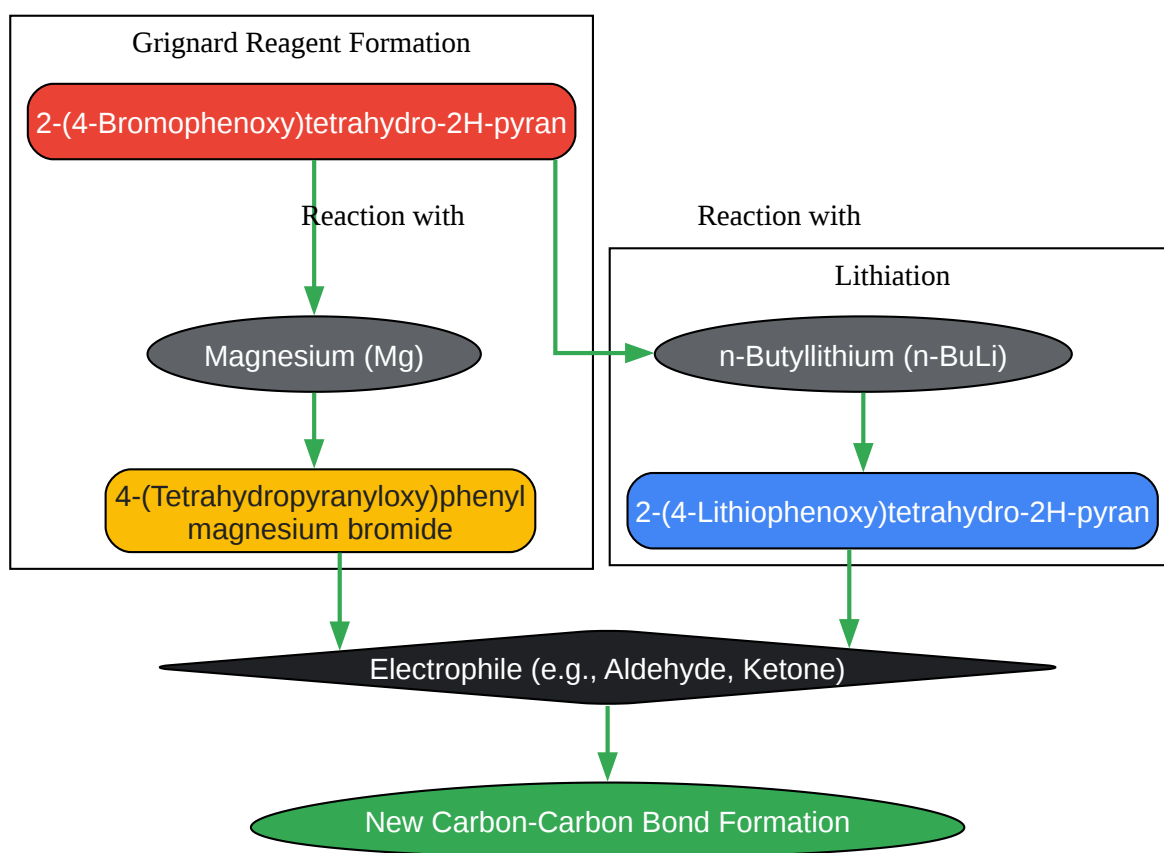 Grignard Reagent Formation
2-(4-Bromophenoxy)tetrahydro-2H-pyran
Reaction with
Reaction with
Lithiation
Magnesium (Mg)
n-Butyllithium (n-BuLi)
4-(Tetrahydropyranyloxy)phenyl
magnesium bromide
2-(4-Lithiophenoxy)tetrahydro-2H-pyran
Electrophile (e.g., Aldehyde, Ketone)
New Carbon-Carbon Bond Formation